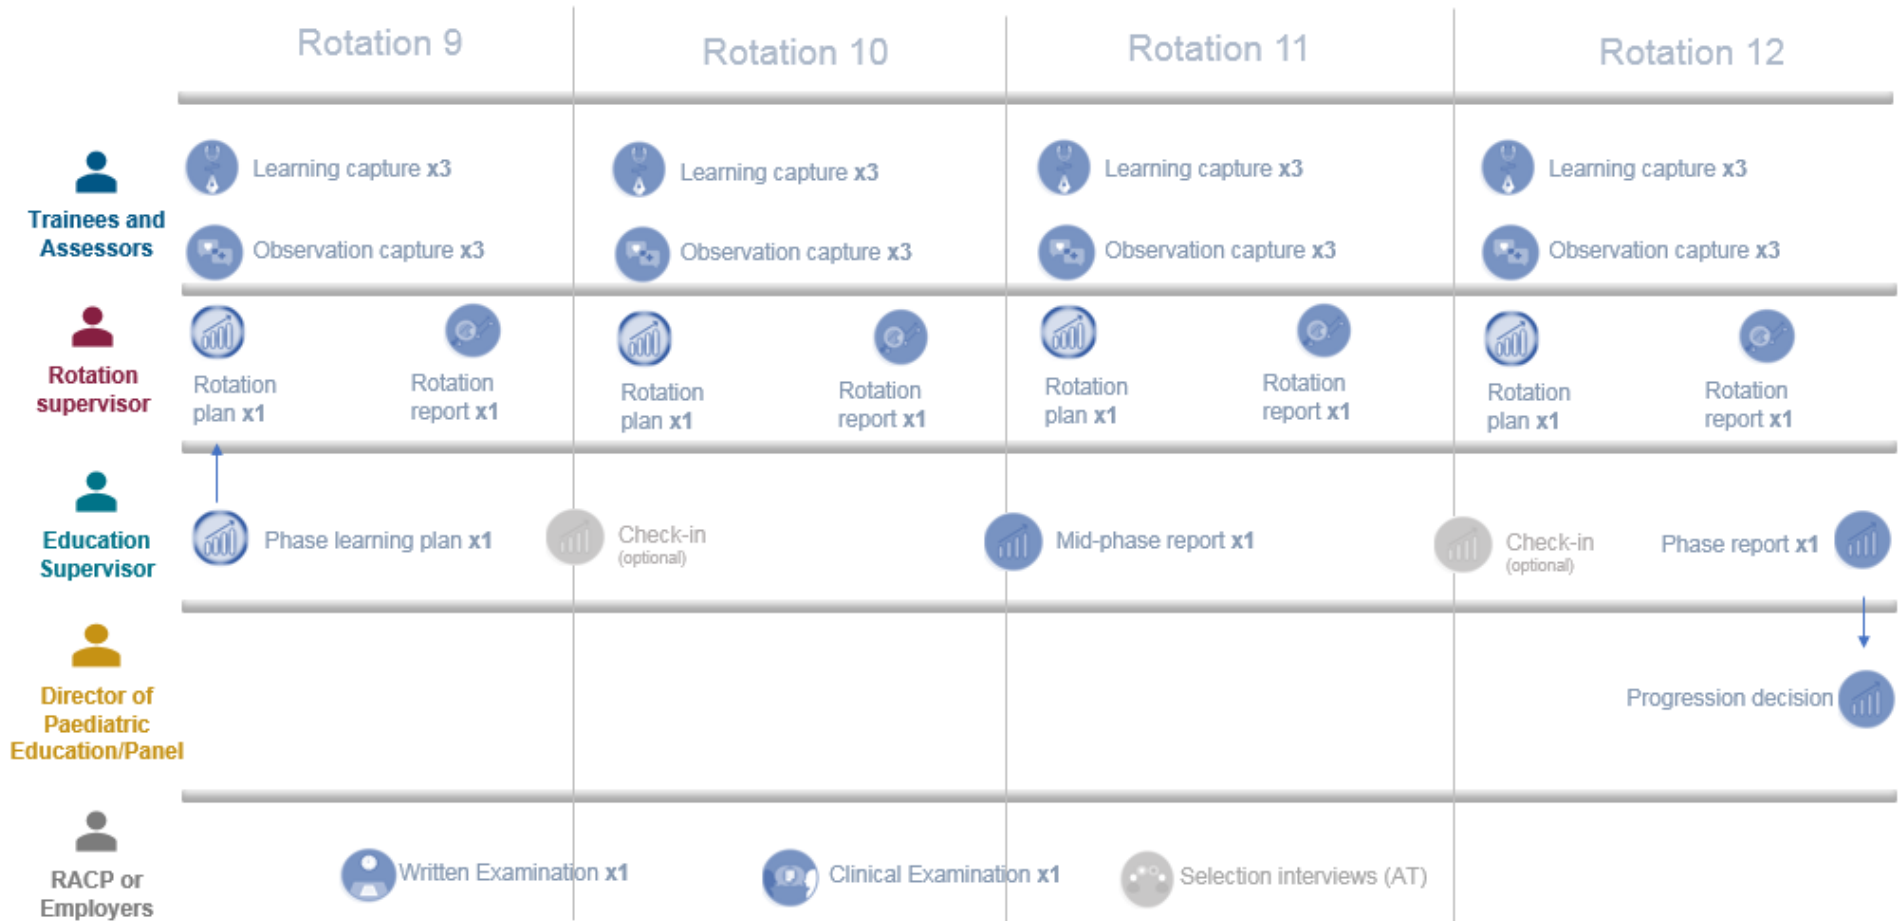 Rotation 9
Rotation 10
Rotation 11
Rotation 12
Trainees and
Assessors
Learning capture x3
Learning capture x3
Learning capture x3
Learning capture x3
Observation capture x3
Observation capture x3
Observation capture x3
Observation capture x3
Rotation
supervisor
Rotation
plan x1
Rotation
report x1
Rotation
plan x1
Rotation
report x1
Rotation
plan x1
Rotation
report x1
Rotation
plan x1
Rotation
report x1
Education
Supervisor
Phase learning plan x1
Check-in
(optional)
Mid-phase report x1
Check-in
(optional)
Phase report x1
Director of
Paediatric
Education/Panel
Progression decision
RACP or
Employers
Written Examination x1
Clinical Examination x1
Selection interviews (AT)